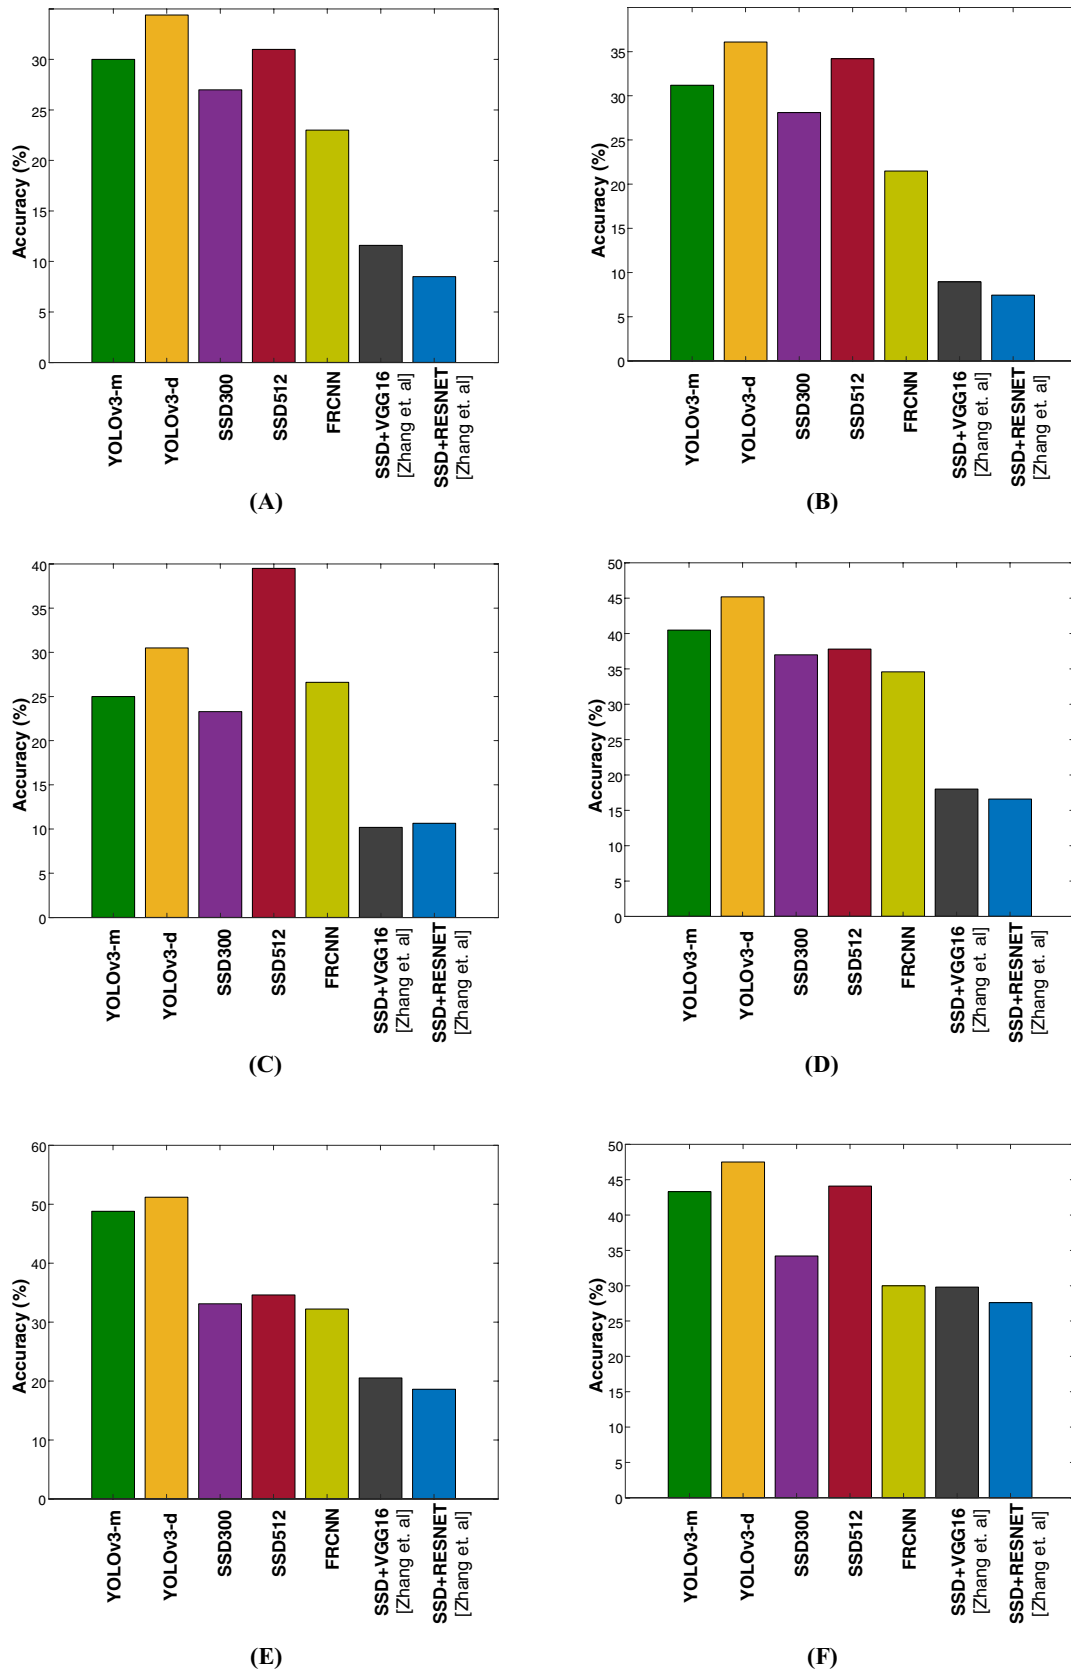 Accuracy (%)
30
25
20
15
10
5
0
YOLOv3-m
YOLOv3-d
SSD300
SSD512
FRCNN
SSD+VGG16
[Zhang et. al]
SSD+RESNET
[Zhang et. al]
(A)
Accuracy (%)
35
30
25
20
15
10
5
0
YOLOv3-m
YOLOv3-d
SSD300
SSD512
FRCNN
SSD+VGG16
[Zhang et. al]
SSD+RESNET
[Zhang et. al]
(B)
Accuracy (%)
40
35
30
25
20
15
10
5
0
YOLOv3-m
YOLOv3-d
SSD300
SSD512
FRCNN
SSD+VGG16
[Zhang et. al]
SSD+RESNET
[Zhang et. al]
(C)
Accuracy (%)
50
45
40
35
30
25
20
15
10
5
0
YOLOv3-m
YOLOv3-d
SSD300
SSD512
FRCNN
SSD+VGG16
[Zhang et. al]
SSD+RESNET
[Zhang et. al]
(D)
Accuracy (%)
60
50
40
30
20
10
0
YOLOv3-m
YOLOv3-d
SSD300
SSD512
FRCNN
SSD+VGG16
[Zhang et. al]
SSD+RESNET
[Zhang et. al]
(E)
Accuracy (%)
50
45
40
35
30
25
20
15
10
5
0
YOLOv3-m
YOLOv3-d
SSD300
SSD512
FRCNN
SSD+VGG16
[Zhang et. al]
SSD+RESNET
[Zhang et. al]
(F)